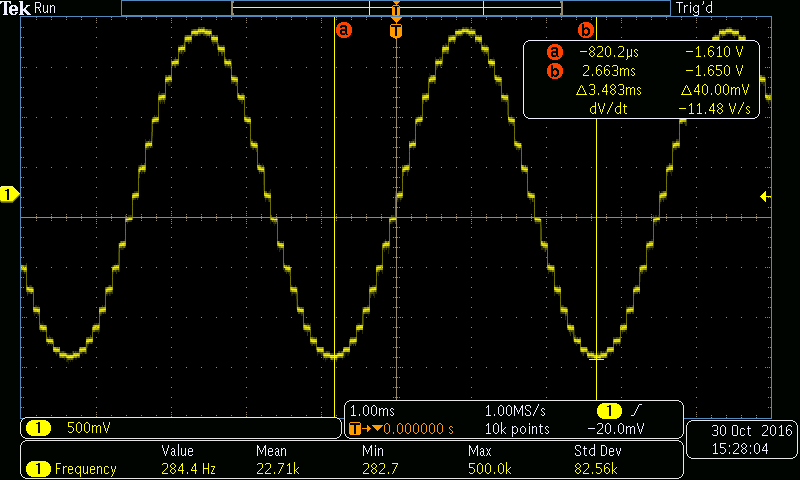 Tek Run Trig'd
T
a T b
a −820.2µs −1.610 V
b 2.663ms −1.650 V
Δ3.483ms Δ40.00mV
dV/dt −11.48 V/s
1
1 500mV
1.00ms 1.00MS/s 1
T→▼0.000000 s 10k points −20.0mV
30 Oct 2016
15:28:04
Value Mean Min Max Std Dev
1 Frequency 284.4 Hz 22.71k 282.7 500.0k 82.56k